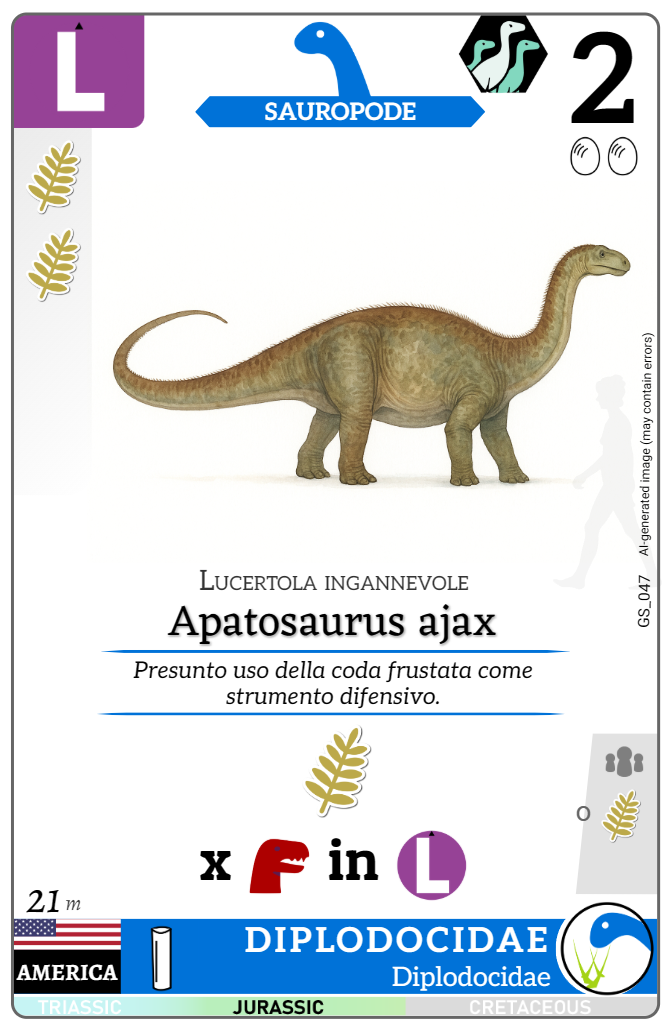 L
SAUROPODE
2
AI-generated image (may contain errors)
GS_047
Lucertola ingannevole
Apatosaurus ajax
Presunto uso della coda frustata come
strumento difensivo.
o
x in L
21 m
AMERICA
DIPLODOCIDAE
Diplodocidae
TRIASSIC JURASSIC CRETACEOUS